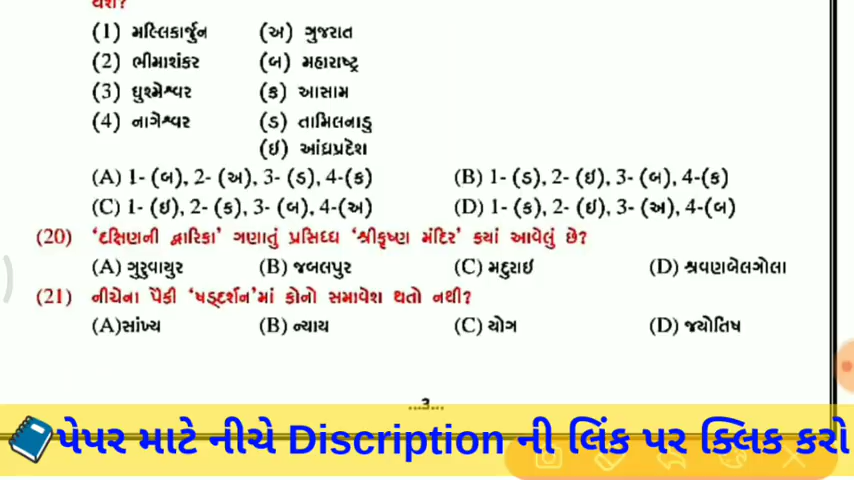 થશે?
(1) મલ્લિકાર્જુન (અ) ગુજરાત
(2) ભીમાશંકર (બ) મહારાષ્ટ્ર
(3) ઘુશ્મેશ્વર (ક) આસામ
(4) નાગેશ્વર (ડ) તામિલનાડુ
(ઇ) આંધ્રપ્રદેશ
(A) 1- (બ), 2- (અ), 3- (ડ), 4-(ક) (B) 1- (ડ), 2- (ઇ), 3- (બ), 4-(ક)
(C) 1- (ઇ), 2- (ક), 3- (બ), 4-(અ) (D) 1- (ક), 2- (ઇ), 3- (અ), 4-(બ)
(20) ‘દક્ષિણની દ્વારિકા’ ગણાતું પ્રસિધ્ધ ‘શ્રીકૃષ્ણ મંદિર’ કયાં આવેલું છે?
(A) ગુરુવાયુર (B) જબલપુર (C) મદુરાઇ (D) શ્રવણબેલગોલા
(21) નીચેના પૈકી ‘ષડ્દર્શન’માં કોનો સમાવેશ થતો નથી?
(A)સાંખ્ય (B) ન્યાય (C) યોગ (D) જ્યોતિષ
...3...
પેપર માટે નીચે Discription ની લિંક પર ક્લિક કરો